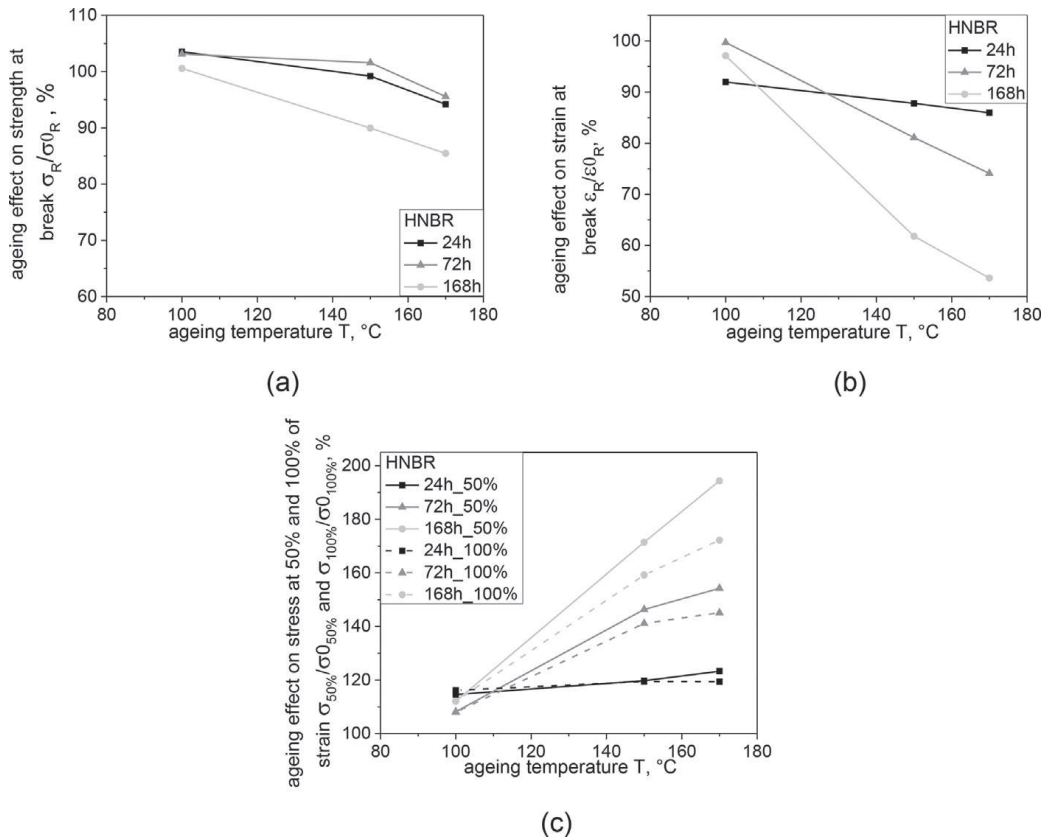 ageing effect on strength at
break σR/σ0R , %
110
100
90
80
70
60
HNBR
24h
72h
168h
80 100 120 140 160 180
ageing temperature T, °C
(a)
ageing effect on strain at
break εR/ε0R, %
100
90
80
70
60
50
HNBR
24h
72h
168h
80 100 120 140 160 180
ageing temperature T, °C
(b)
ageing effect on stress at 50% and 100% of
strain σ50%/σ050% and σ100%/σ0100%, %
200
180
160
140
120
100
HNBR
24h_50%
72h_50%
168h_50%
24h_100%
72h_100%
168h_100%
80 100 120 140 160 180
ageing temperature T, °C
(c)